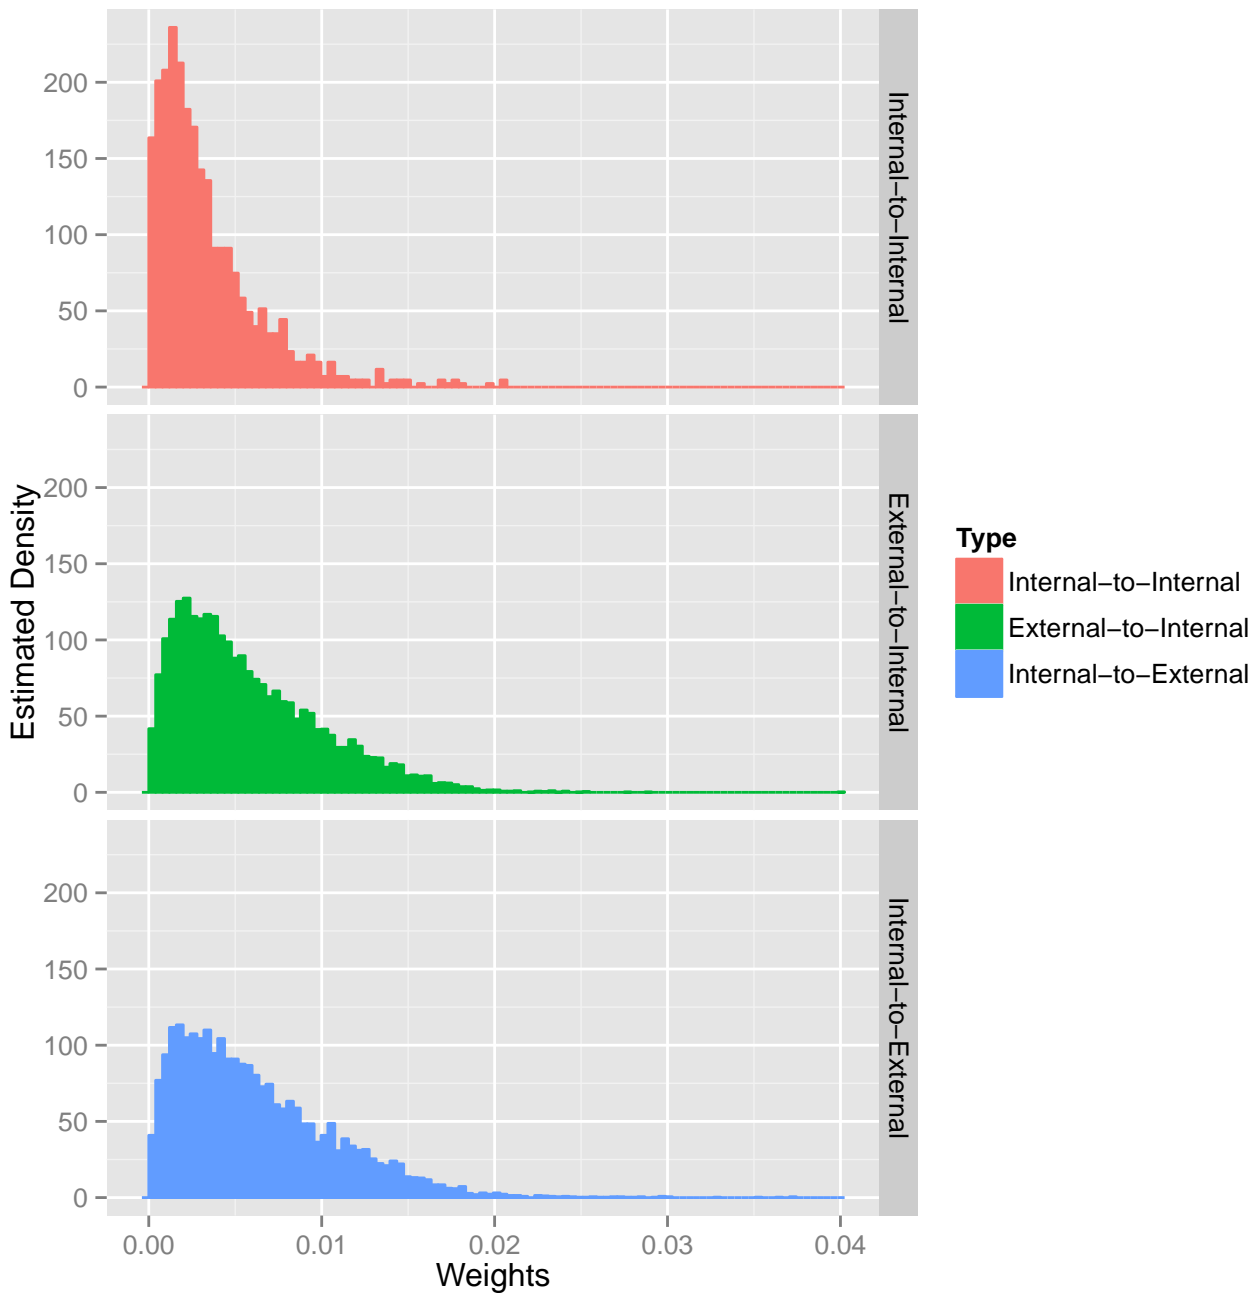 Estimated Density
200
150
100
50
0
Internal−to−Internal
200
150
100
50
0
External−to−Internal
200
150
100
50
0
Internal−to−External
0.00 0.01 0.02 0.03 0.04
Weights
Type
Internal−to−Internal
External−to−Internal
Internal−to−External